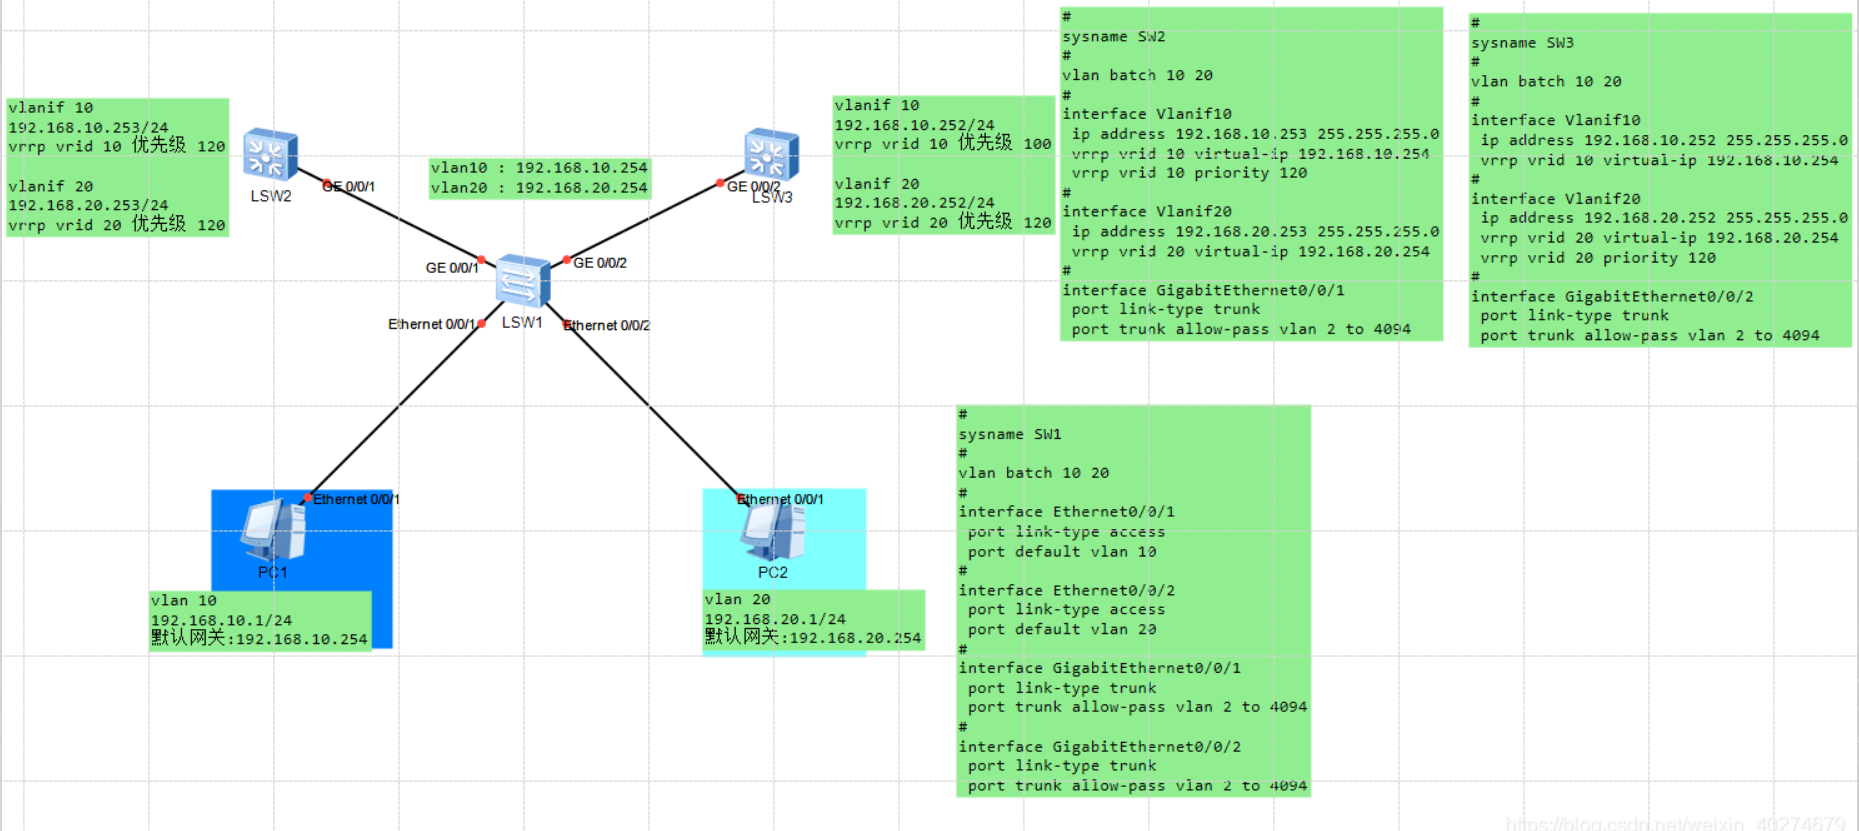 vlanif 10
192.168.10.253/24
vrrp vrid 10 优先级 120
vlanif 20
192.168.20.253/24
vrrp vrid 20 优先级 120
LSW2
GE 0/0/1
vlan10 : 192.168.10.254
vlan20 : 192.168.20.254
GE 0/0/2
LSW3
vlanif 10
192.168.10.252/24
vrrp vrid 10 优先级 100
vlanif 20
192.168.20.252/24
vrrp vrid 20 优先级 120
GE 0/0/1
GE 0/0/2
LSW1
Ethernet 0/0/1
Ethernet 0/0/2
Ethernet 0/0/1
PC1
vlan 10
192.168.10.1/24
默认网关:192.168.10.254
Ethernet 0/0/1
PC2
vlan 20
192.168.20.1/24
默认网关:192.168.20.254
#
sysname SW2
#
vlan batch 10 20
#
interface Vlanif10
ip address 192.168.10.253 255.255.255.0
vrrp vrid 10 virtual-ip 192.168.10.254
vrrp vrid 10 priority 120
#
interface Vlanif20
ip address 192.168.20.253 255.255.255.0
vrrp vrid 20 virtual-ip 192.168.20.254
#
interface GigabitEthernet0/0/1
port link-type trunk
port trunk allow-pass vlan 2 to 4094
#
sysname SW3
#
vlan batch 10 20
#
interface Vlanif10
ip address 192.168.10.252 255.255.255.0
vrrp vrid 10 virtual-ip 192.168.10.254
#
interface Vlanif20
ip address 192.168.20.252 255.255.255.0
vrrp vrid 20 virtual-ip 192.168.20.254
vrrp vrid 20 priority 120
#
interface GigabitEthernet0/0/2
port link-type trunk
port trunk allow-pass vlan 2 to 4094
#
sysname SW1
#
vlan batch 10 20
#
interface Ethernet0/0/1
port link-type access
port default vlan 10
#
interface Ethernet0/0/2
port link-type access
port default vlan 20
#
interface GigabitEthernet0/0/1
port link-type trunk
port trunk allow-pass vlan 2 to 4094
#
interface GigabitEthernet0/0/2
port link-type trunk
port trunk allow-pass vlan 2 to 4094
https://blog.csdn.net/weixin_40274679